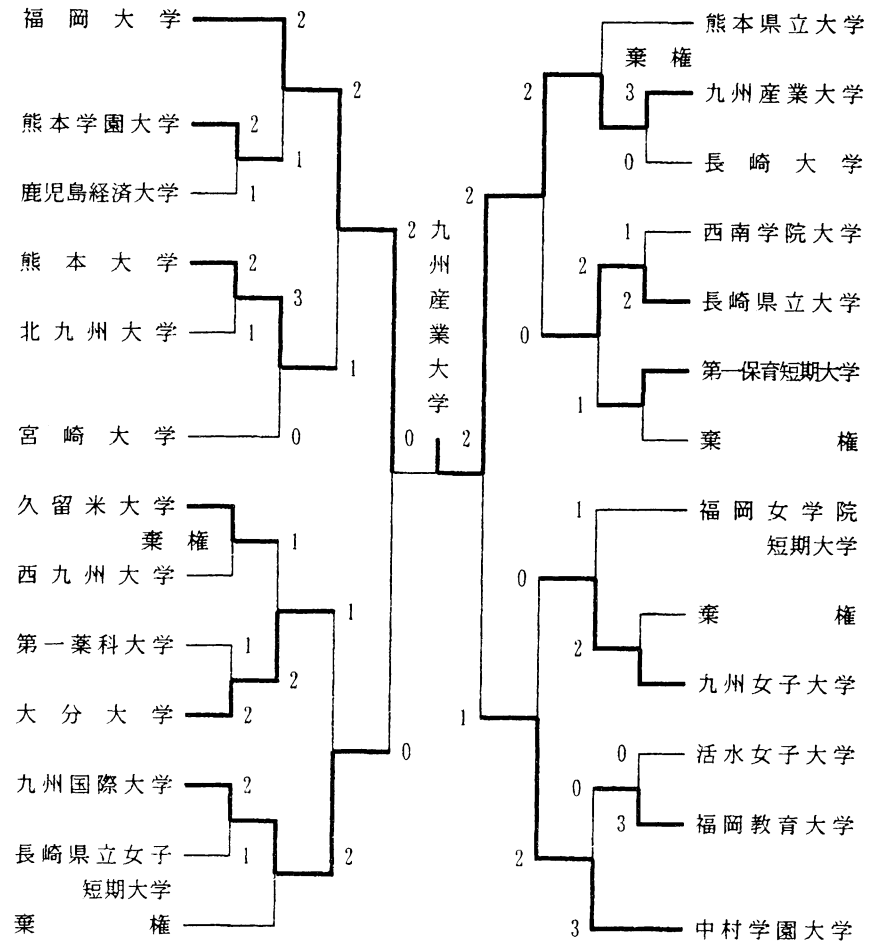 福岡大学
2
2
熊本学園大学
2
1
鹿児島経済大学
1
熊本大学
2
3
北九州大学
1
1
宮崎大学
0
2
久留米大学
棄権
1
西九州大学
1
第一薬科大学
1
2
大分大学
2
0
九州国際大学
2
長崎県立女子
短期大学
1
2
棄権
九州産業大学
0
2
熊本県立大学
棄権
2
3
九州産業大学
0
長崎大学
2
1
西南学院大学
2
2
長崎県立大学
0
第一保育短期大学
1
棄権
1
福岡女学院
短期大学
0
棄権
2
九州女子大学
1
0
活水女子大学
0
3
福岡教育大学
2
3
中村学園大学